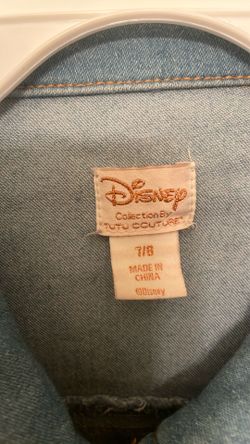 Disney
Collection By
TUTU COUTURE
7/8
MADE IN
CHINA
©Disney